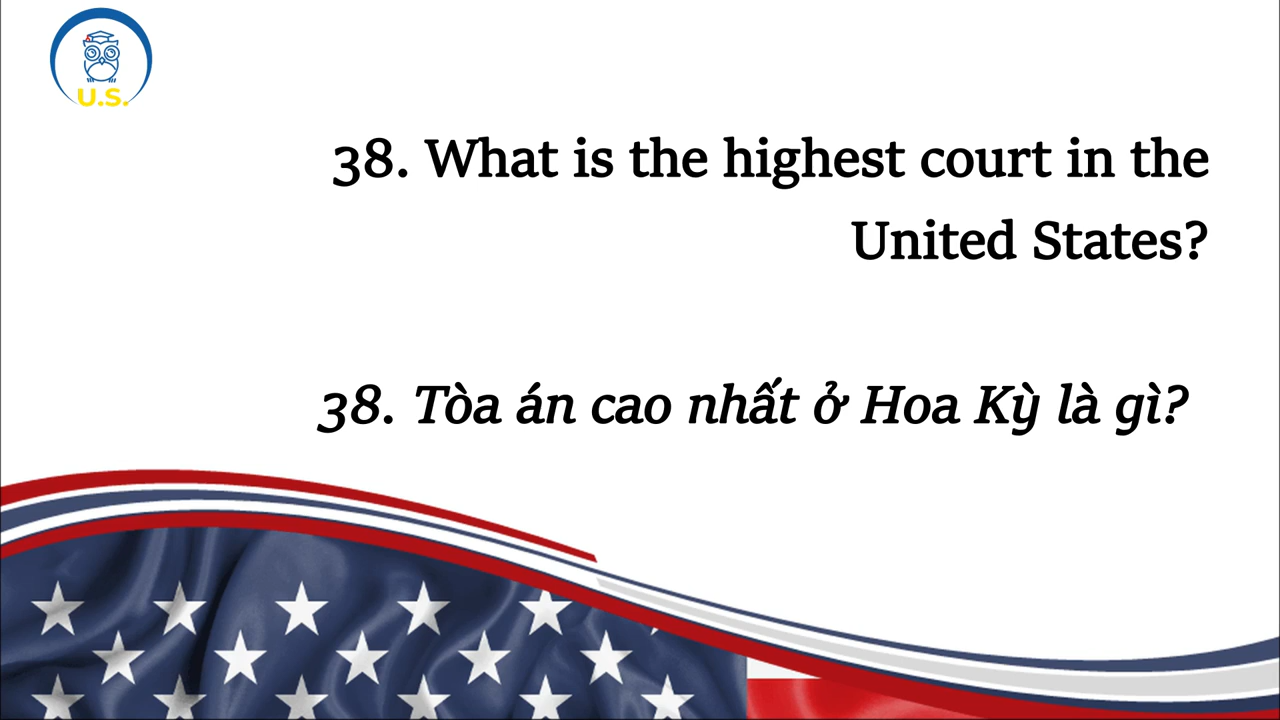 U.S.
38. What is the highest court in the
United States?
38. Tòa án cao nhất ở Hoa Kỳ là gì?